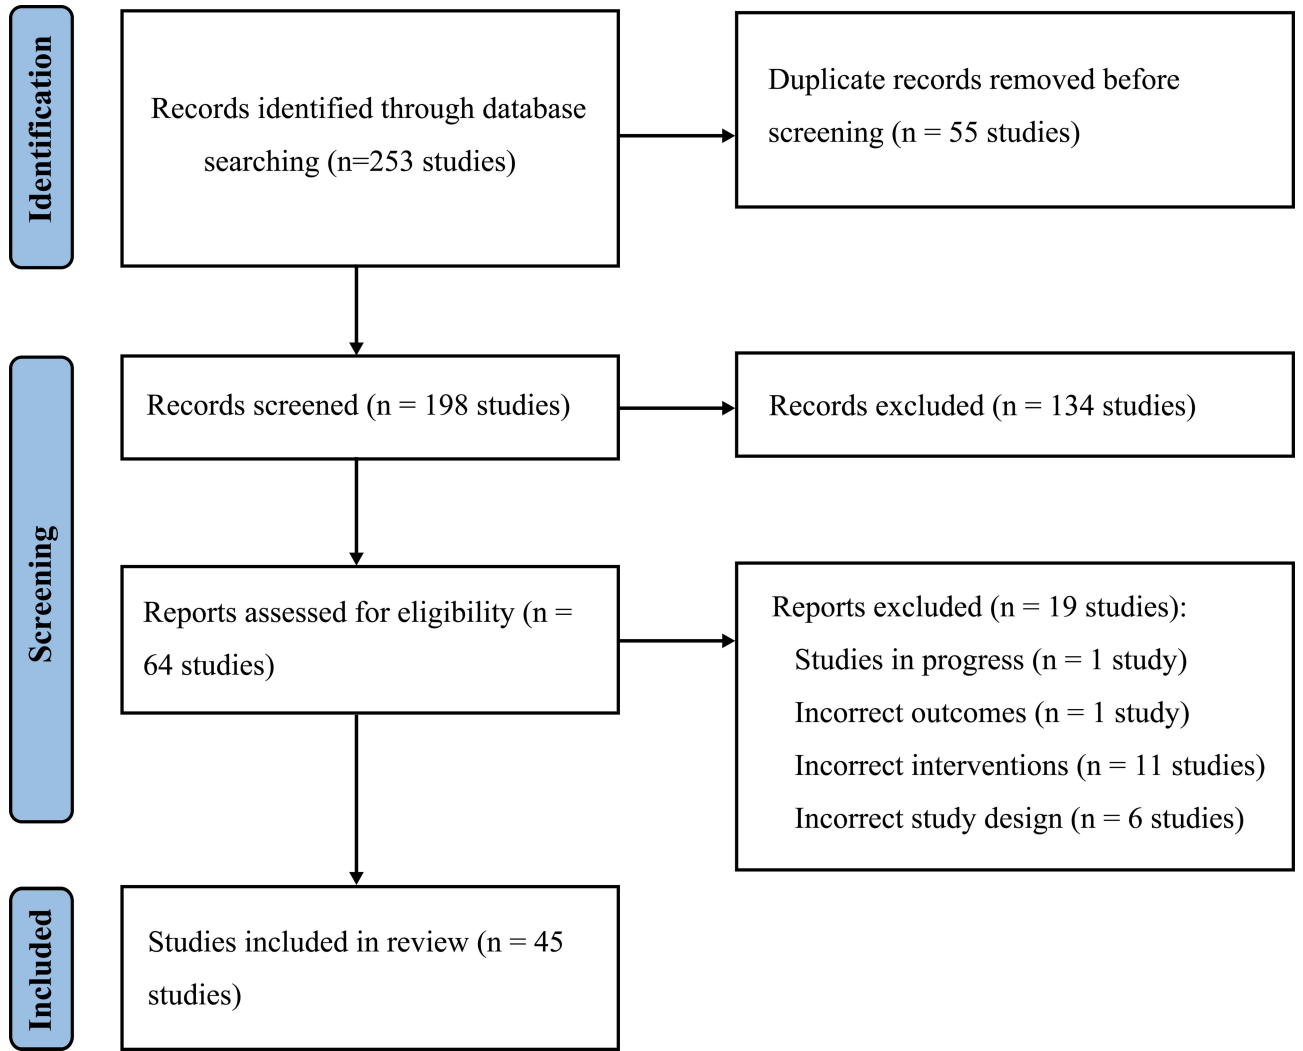 Identification
Records identified through database
searching (n=253 studies)
Duplicate records removed before
screening (n = 55 studies)
Screening
Records screened (n = 198 studies)
Records excluded (n = 134 studies)
Reports assessed for eligibility (n =
64 studies)
Reports excluded (n = 19 studies):
Studies in progress (n = 1 study)
Incorrect outcomes (n = 1 study)
Incorrect interventions (n = 11 studies)
Incorrect study design (n = 6 studies)
Included
Studies included in review (n = 45
studies)